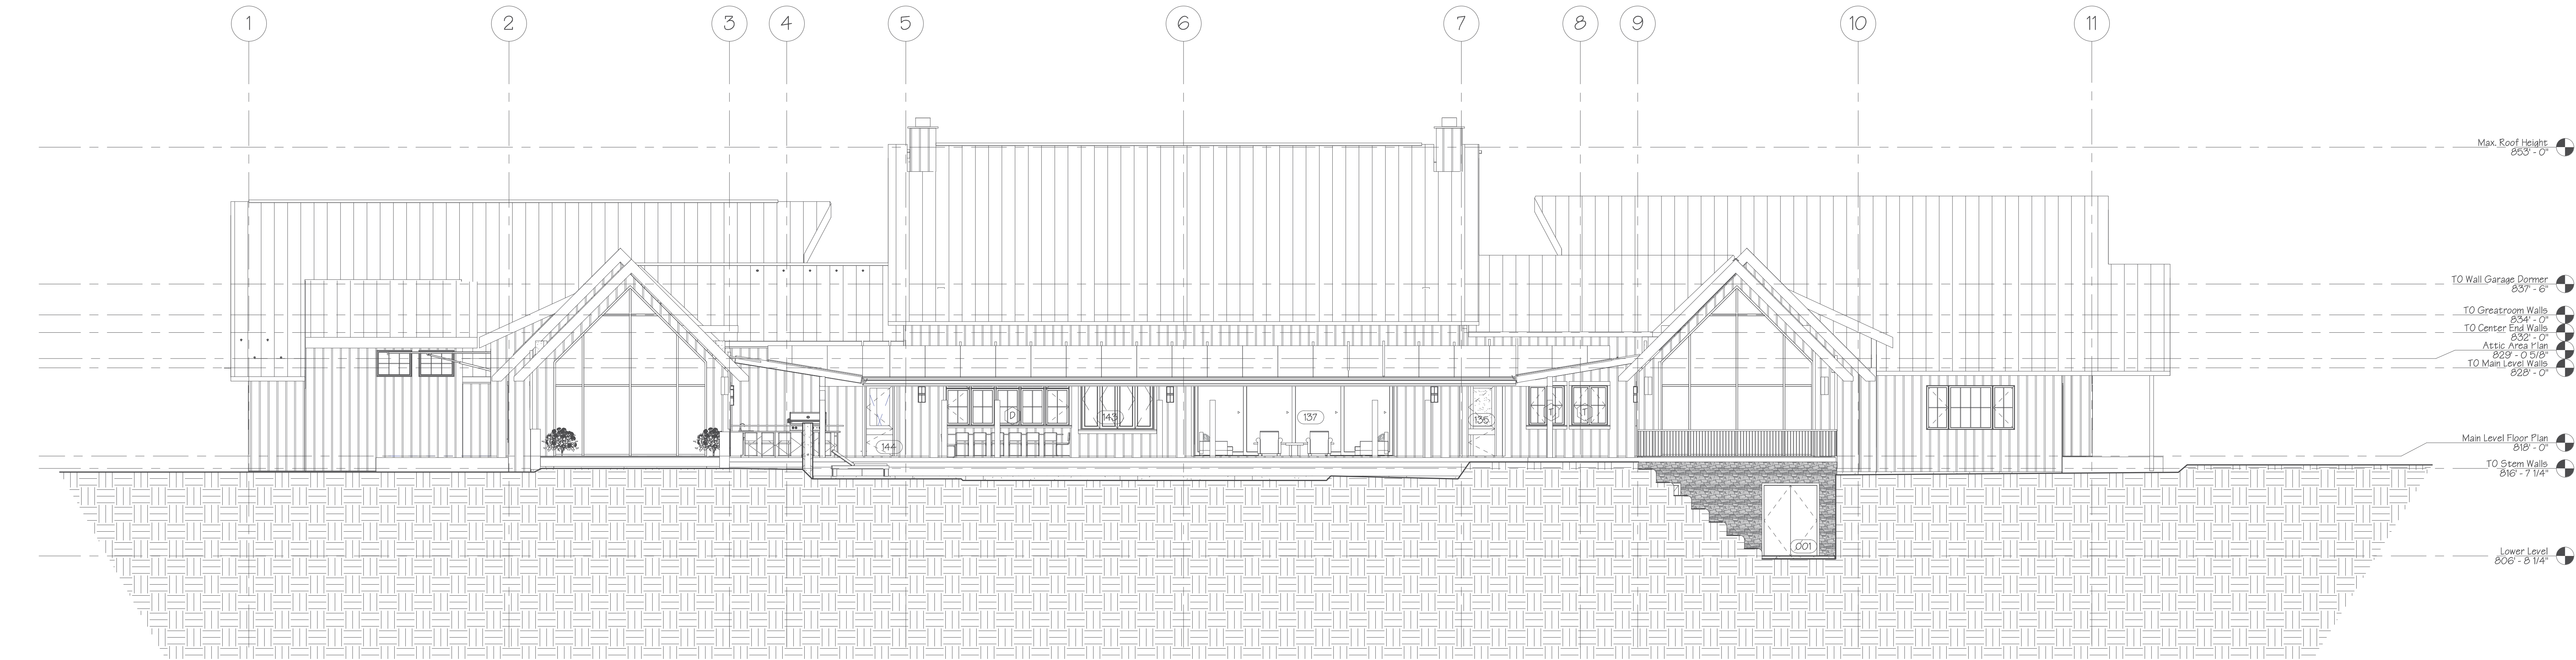 1 2 3 4 5 6 7 8 9 10 11
Max. Roof Height
853' - 0"
TO Wall Garage Dormer
837' - 6"
TO Greatroom Walls
834' - 0"
TO Center End Walls
832' - 0"
Attic Area Plan
829' - 0 5/8"
TO Main Level Walls
828' - 0"
D 143 137 135 T T
144
Main Level Floor Plan
818' - 0"
TO Stem Walls
816' - 7 1/4"
001
Lower Level
806' - 8 1/4"